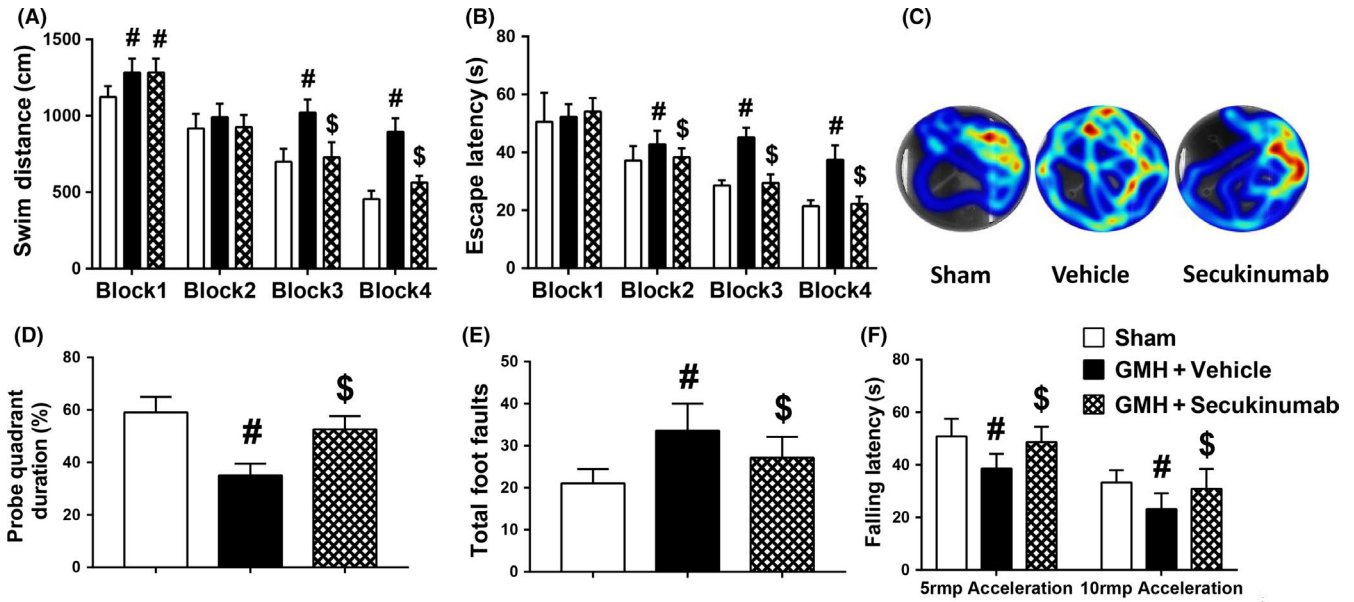 (A)
Swim distance (cm)
1500
1000
500
0
# #
#
$
#
$
Block1 Block2 Block3 Block4
(B)
Escape latency (s)
80
60
40
20
0
#
$
#
$
#
$
Block1 Block2 Block3 Block4
(C)
Sham Vehicle Secukinumab
(D)
Probe quadrant
duration (%)
80
60
40
20
0
#
$
(E)
Total foot faults
50
40
30
20
10
0
#
$
(F)
Falling latency (s)
80
60
40
20
0
#
$
#
$
5rmp Acceleration 10rmp Acceleration
Sham
GMH + Vehicle
GMH + Secukinumab